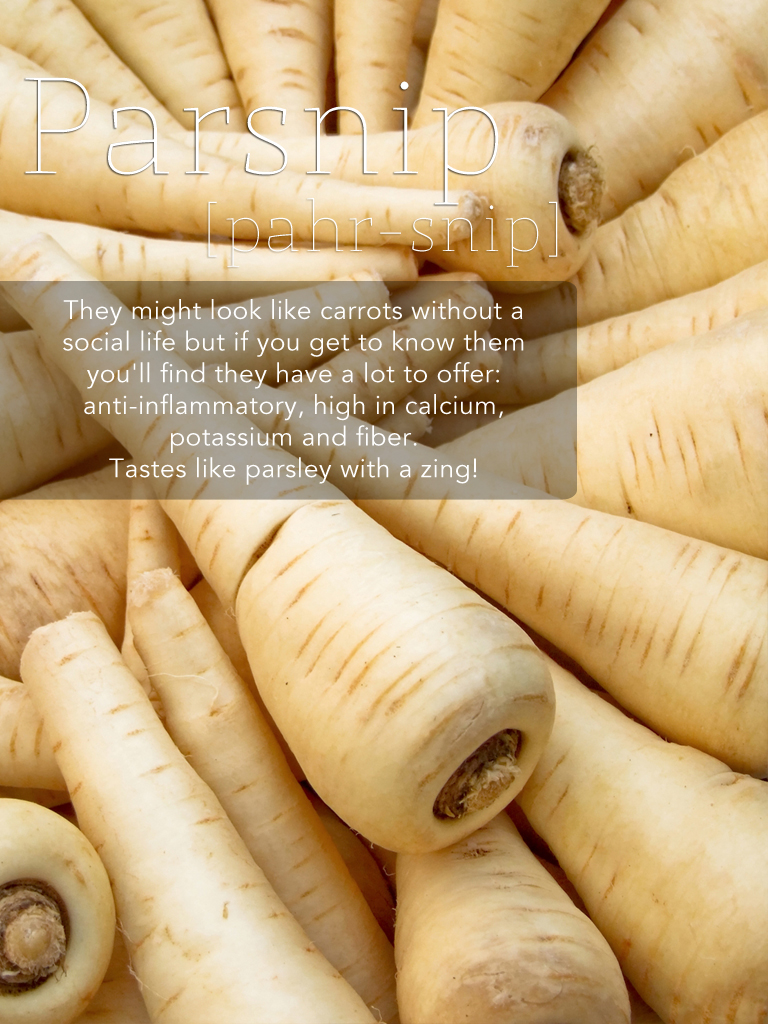 Parsnip
[pahr-snip]
They might look like carrots without a
social life but if you get to know them
you'll find they have a lot to offer:
anti-inflammatory, high in calcium,
potassium and fiber.
Tastes like parsley with a zing!